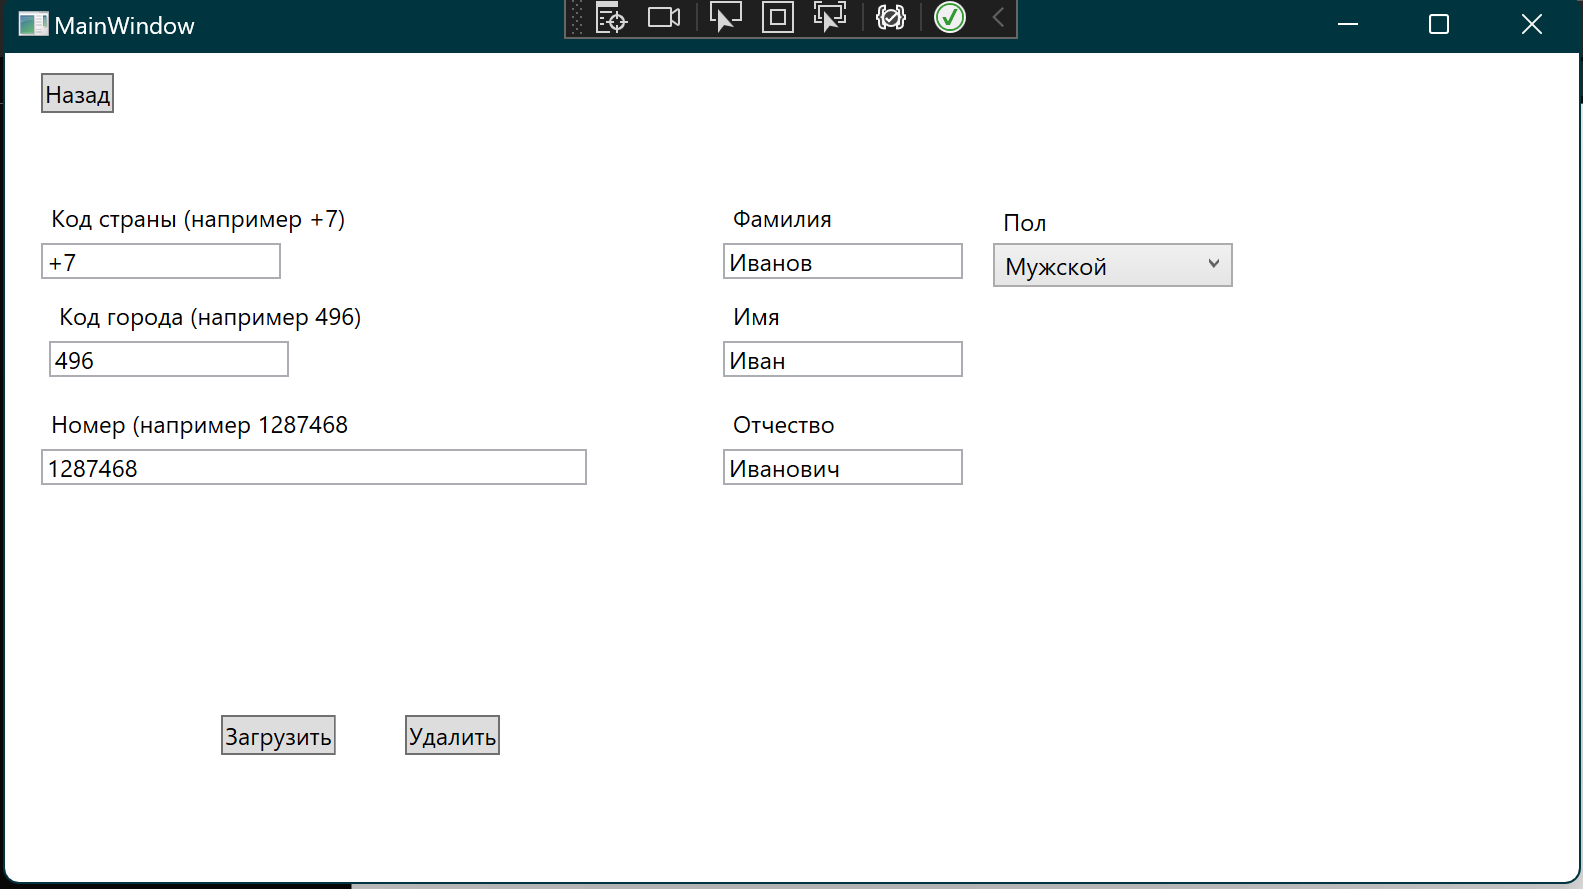 MainWindow
Назад
Код страны (например +7)
+7
Код города (например 496)
496
Номер (например 1287468
1287468
Фамилия
Иванов
Имя
Иван
Отчество
Иванович
Пол
Мужской
Загрузить
Удалить